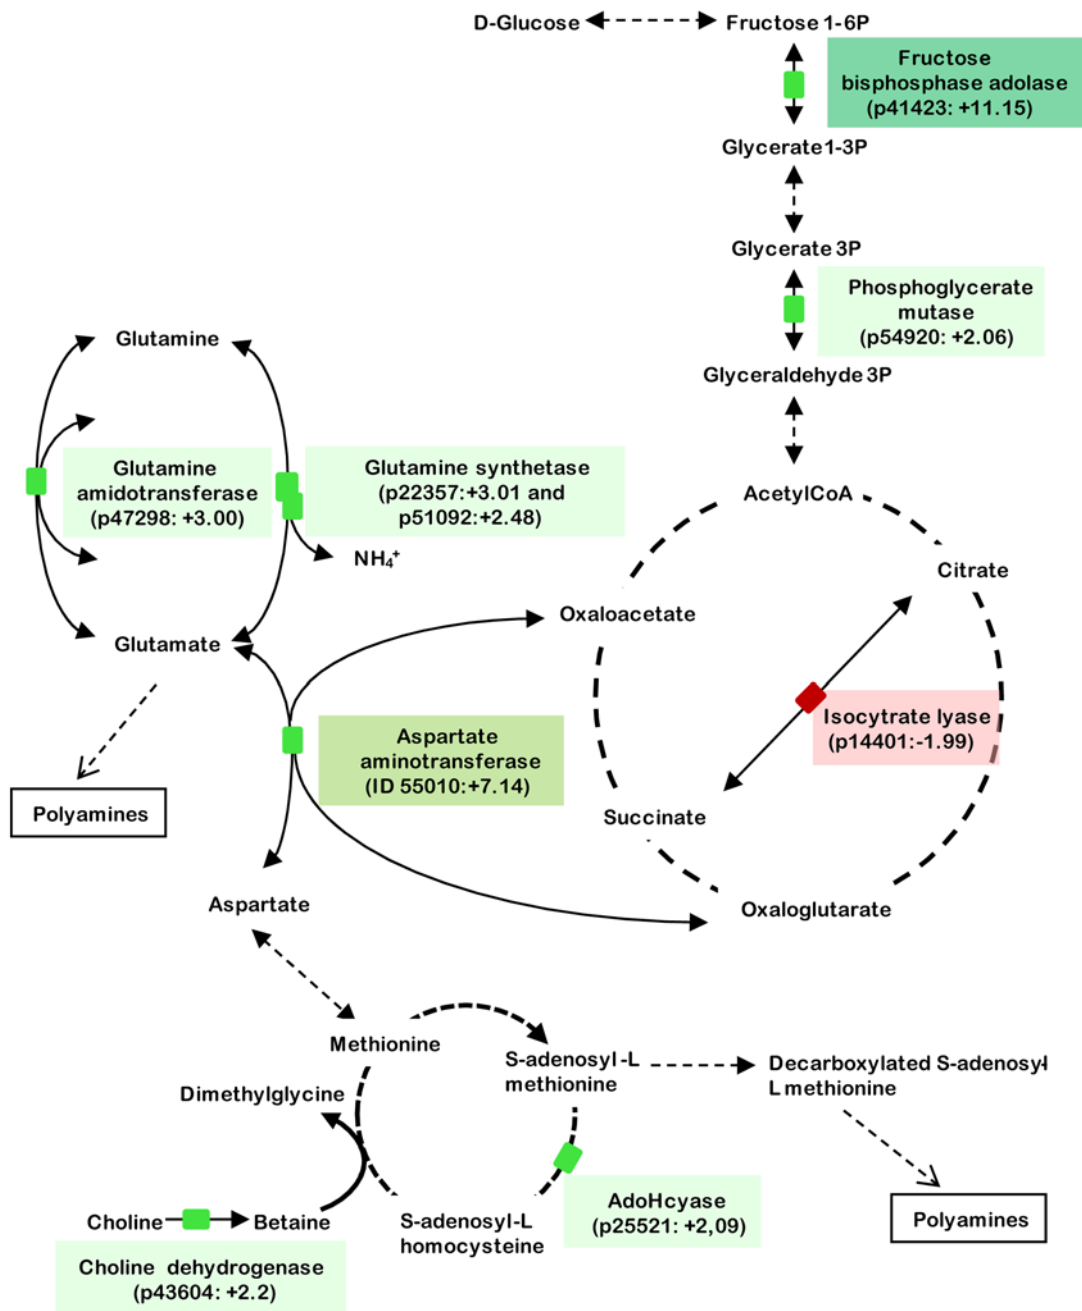 D-Glucose
Fructose 1-6P
Fructose
bisphosphase adolase
(p41423: +11.15)
Glycerate 1-3P
Glycerate 3P
Phosphoglycerate
mutase
(p54920: +2.06)
Glyceraldehyde 3P
Glutamine
Glutamine
amidotransferase
(p47298: +3.00)
Glutamine synthetase
(p22357:+3.01 and
p51092:+2.48)
NH₄⁺
AcetylCoA
Citrate
Oxaloacetate
Glutamate
Isocytrate lyase
(p14401:-1.99)
Aspartate
aminotransferase
(ID 55010:+7.14)
Polyamines
Succinate
Aspartate
Oxaloglutarate
Methionine
S-adenosyl-L
methionine
Decarboxylated S-adenosyl-
L methionine
Dimethylglycine
AdoHcyase
(p25521: +2,09)
Polyamines
Choline
Betaine
S-adenosyl-L
homocysteine
Choline dehydrogenase
(p43604: +2.2)